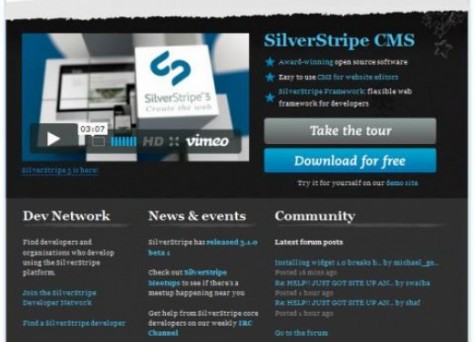 SilverStripe CMS
Award-winning open source software
Easy to use CMS for website editors
SilverStripe Framework: flexible web
framework for developers
SilverStripe 3
Create the web
03:07
HD
vimeo
SilverStripe 3 is here!
Take the tour
Download for free
Try it for yourself on our demo site
Dev Network
Find developers and
organisations who develop
using the SilverStripe
platform.
Join the SilverStripe
Developer Network
Find a SilverStripe developer
News & events
SilverStripe has released 3.1.0
beta 1
Check out SilverStripe
Meetups to see if there's a
meetup happening near you
Get help from SilverStripe core
developers on our weekly IRC
Channel
Community
Latest forum posts
Installing widget 1.0 breaks h... by michael_ga...
Posted 16 mins ago
Re: HELP!! JUST GOT SITE UP AN... by swaiba
Posted 1 hour ago
Re: HELP!! JUST GOT SITE UP AN... by shaf
Posted 1 hour ago
Go to the forum